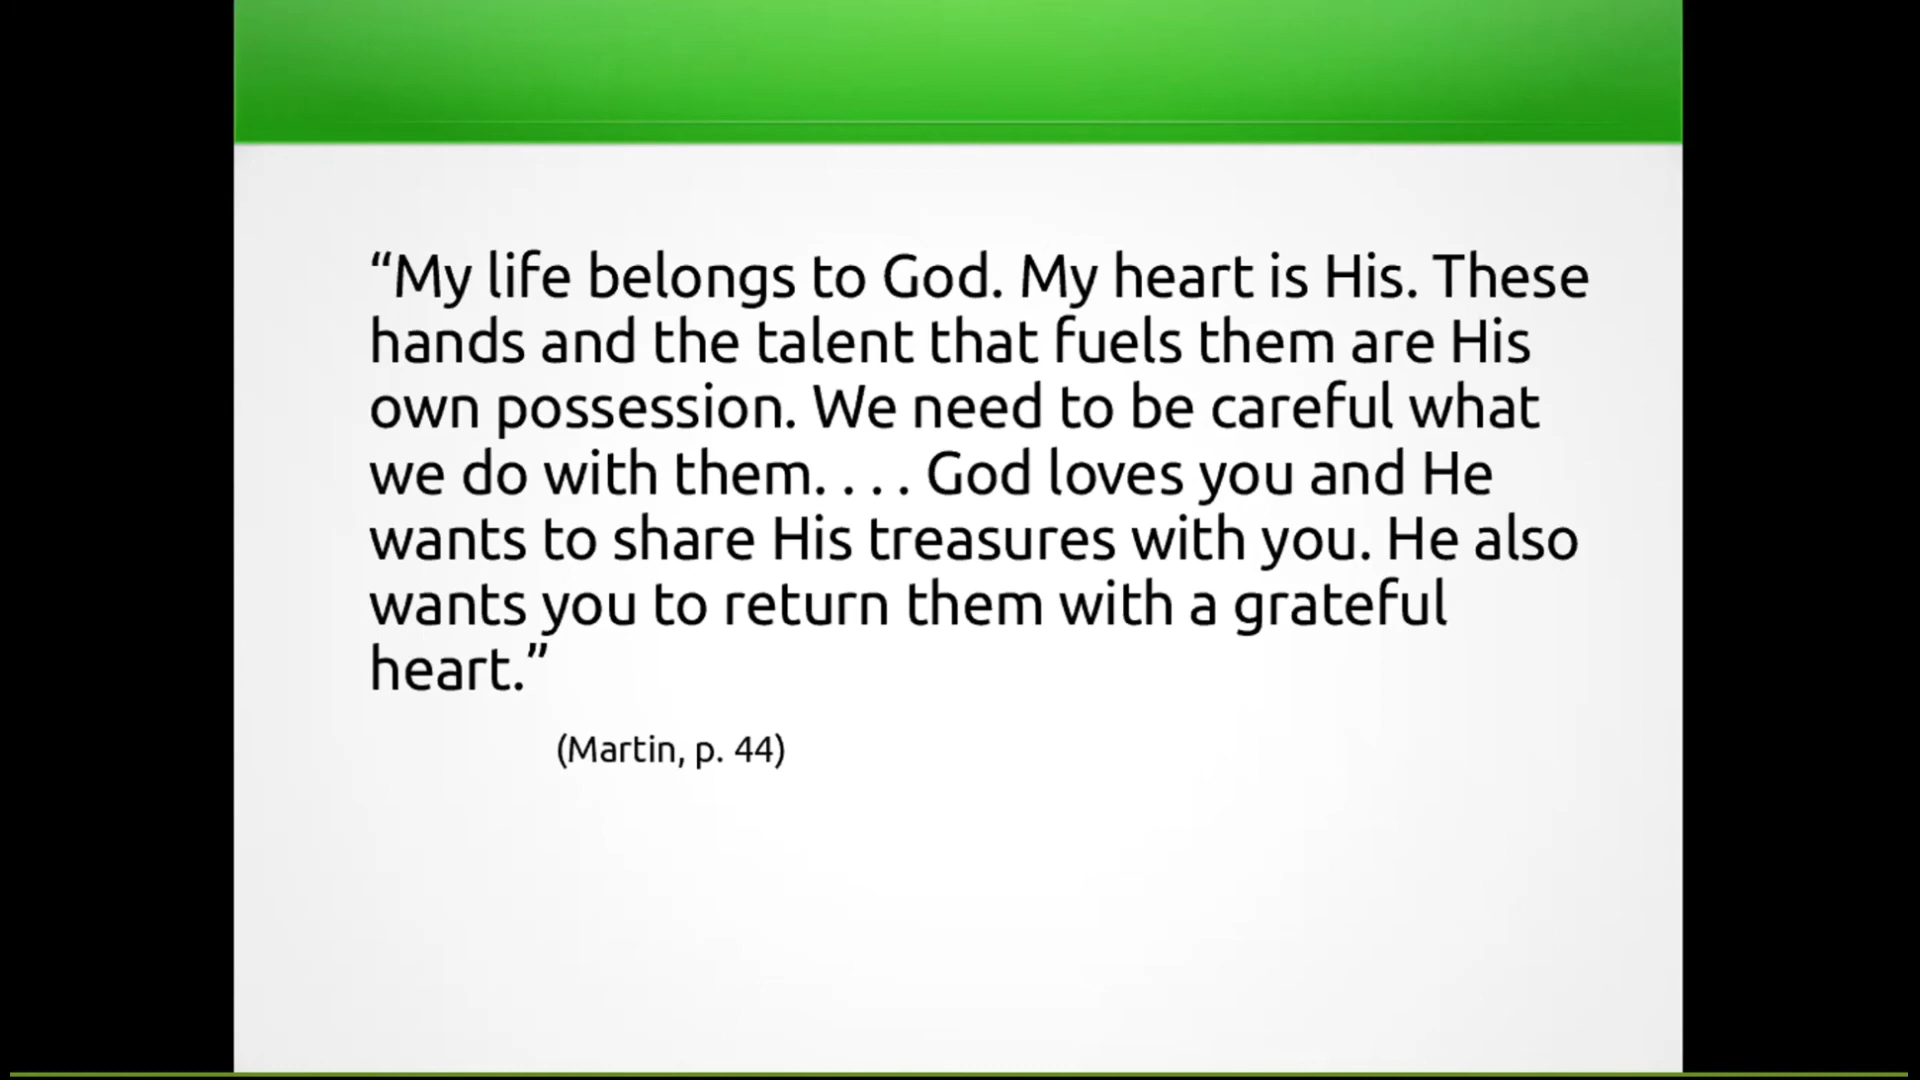 “My life belongs to God. My heart is His. These
hands and the talent that fuels them are His
own possession. We need to be careful what
we do with them. . . . God loves you and He
wants to share His treasures with you. He also
wants you to return them with a grateful
heart.”
(Martin, p. 44)